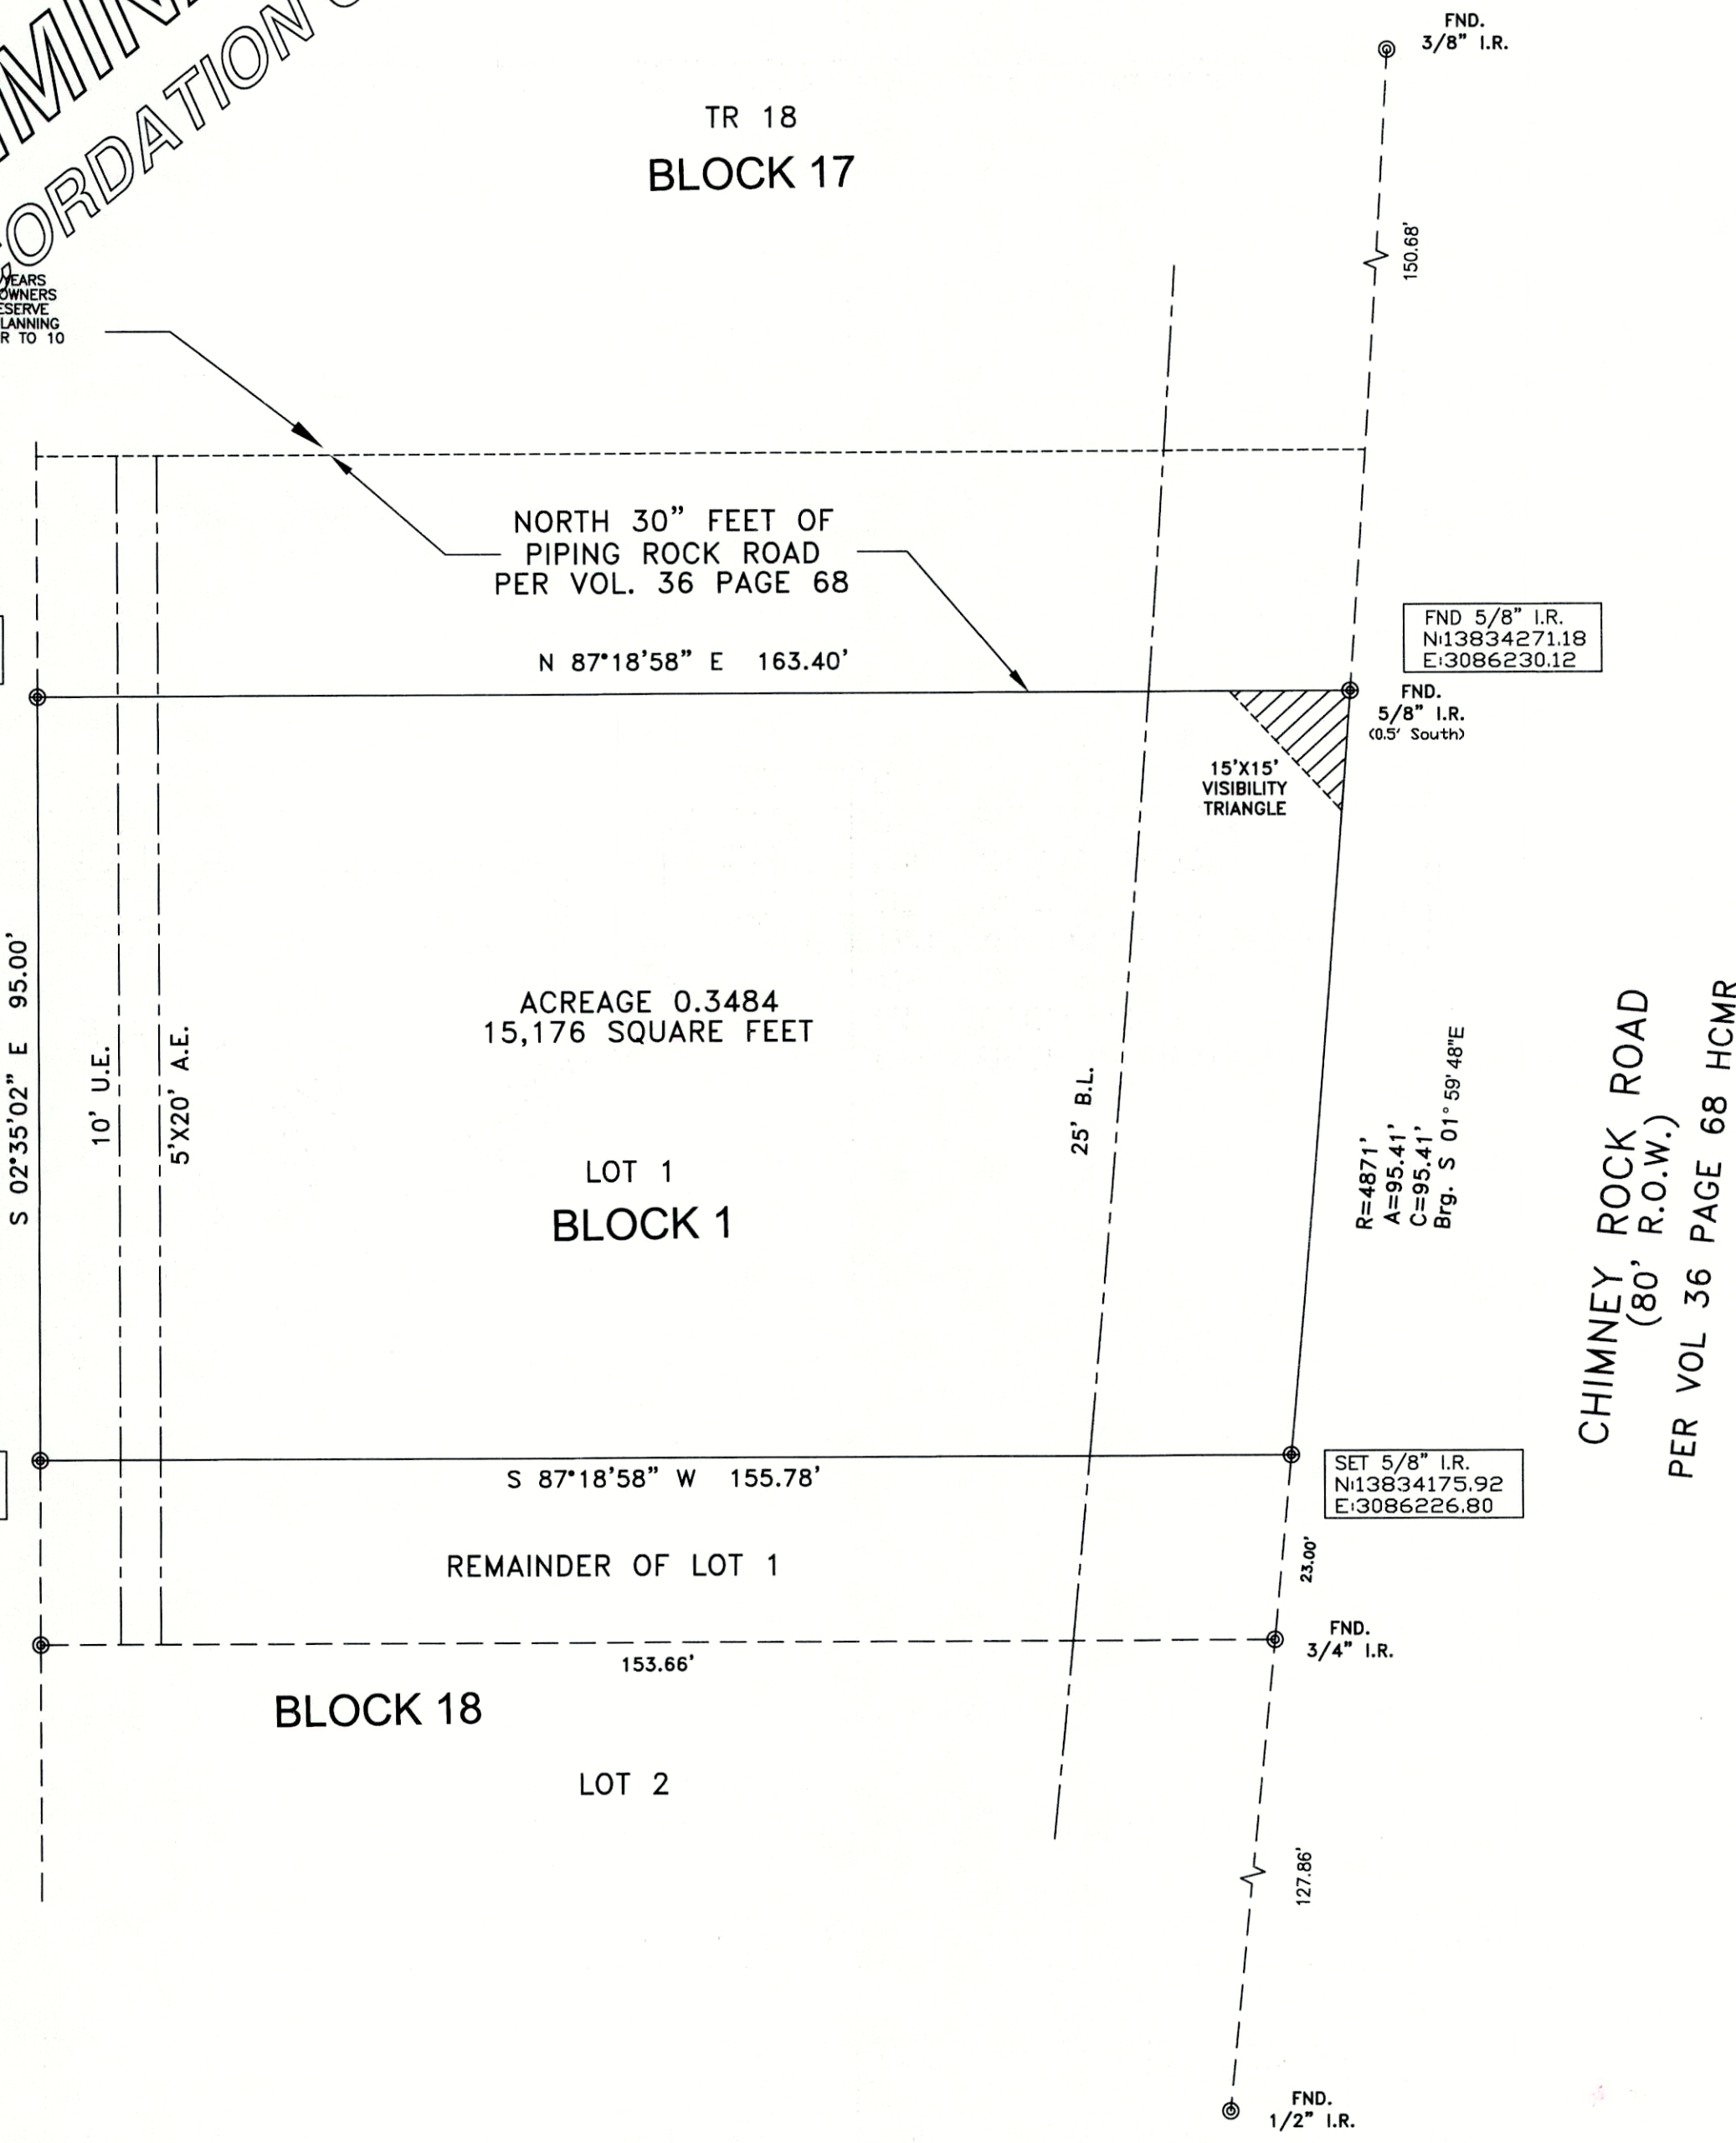 FND.
3/8" I.R.
TR 18
BLOCK 17
150.68'
YEARS
OWNERS
TO 10
NORTH 30" FEET OF
PIPING ROCK ROAD
PER VOL. 36 PAGE 68
N 87°18'58" E 163.40'
FND 5/8" I.R.
N:13834271.18
E:3086230.12
FND.
5/8" I.R.
(0.5' South)
15'X15'
VISIBILITY
TRIANGLE
S 02°35'02" E 95.00'
10' U.E.
5'X20' A.E.
ACREAGE 0.3484
15,176 SQUARE FEET
LOT 1
BLOCK 1
25' B.L.
R=4871'
A=95.41'
C=95.41'
Brg. S 01°59'48"E
CHIMNEY ROCK ROAD
(80' R.O.W.)
PER VOL 36 PAGE 68 HCMR
S 87°18'58" W 155.78'
SET 5/8" I.R.
N:13834175.92
E:3086226.80
REMAINDER OF LOT 1
23.00'
FND.
3/4" I.R.
153.66'
BLOCK 18
LOT 2
127.86'
FND.
1/2" I.R.